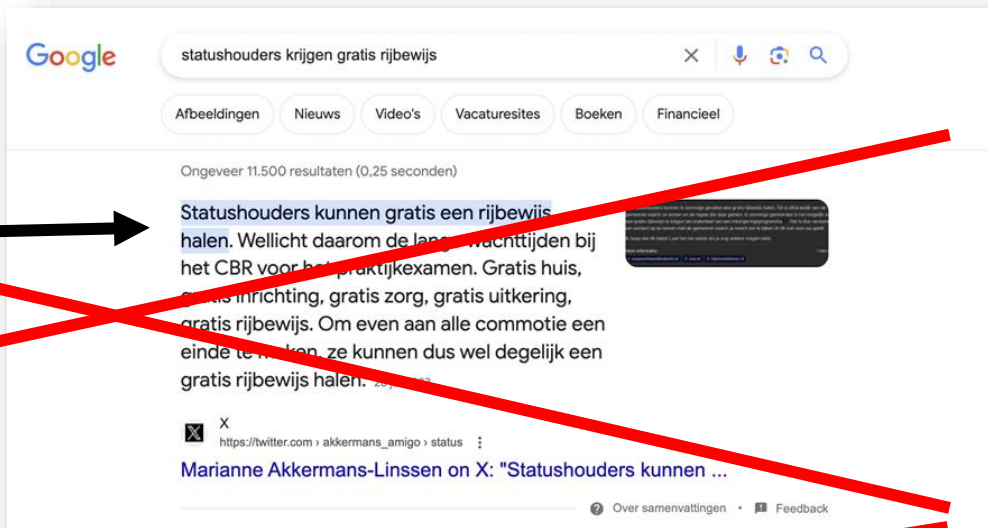 Google
statushouders krijgen gratis rijbewijs
Afbeeldingen Nieuws Video's Vacaturesites Boeken Financieel
Ongeveer 11.500 resultaten (0,25 seconden)
Statushouders kunnen gratis een rijbewijs
halen. Wellicht daarom de lange wachttijden bij
het CBR voor het praktijkexamen. Gratis huis,
gratis inrichting, gratis zorg, gratis uitkering,
gratis rijbewijs. Om even aan alle commotie een
einde te maken, ze kunnen dus wel degelijk een
gratis rijbewijs halen.
X
https://twitter.com › akkermans_amigo › status
Marianne Akkermans-Linssen on X: "Statushouders kunnen ...
Over samenvattingen • Feedback